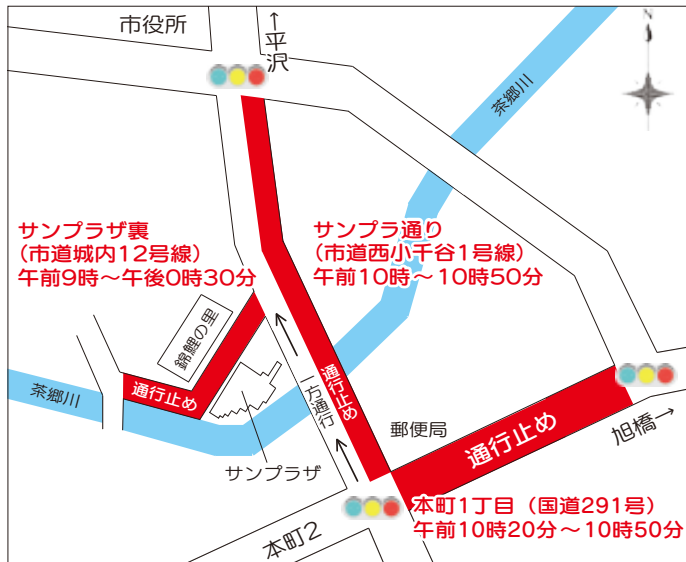 市役所
↑平沢
N
茶郷川
サンプラザ裏
(市道城内12号線)
午前9時~午後0時30分
サンプラ通り
(市道西小千谷1号線)
午前10時~10時50分
錦鯉の里
通行止め
茶郷川
サンプラザ
一方通行
通行止め
郵便局
通行止め
旭橋→
本町2
本町1丁目(国道291号)
午前10時20分~10時50分